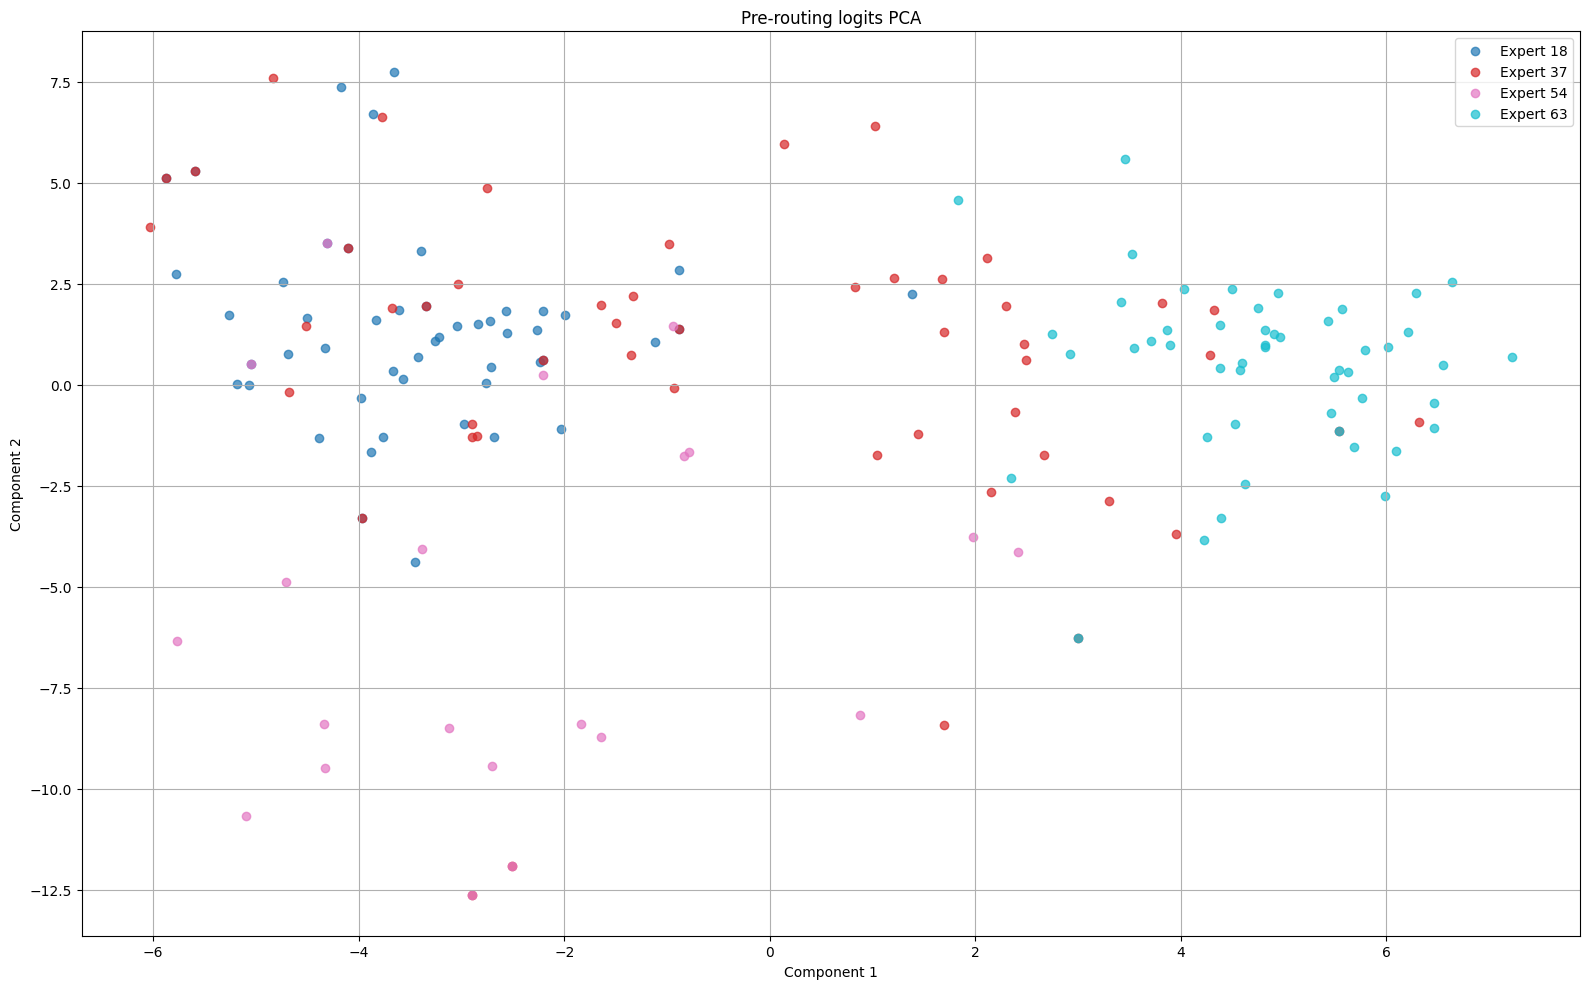 Pre-routing logits PCA
Expert 18
Expert 37
Expert 54
Expert 63
7.5
5.0
2.5
0.0
−2.5
−5.0
−7.5
−10.0
−12.5
Component 2
−6
−4
−2
0
2
4
6
Component 1